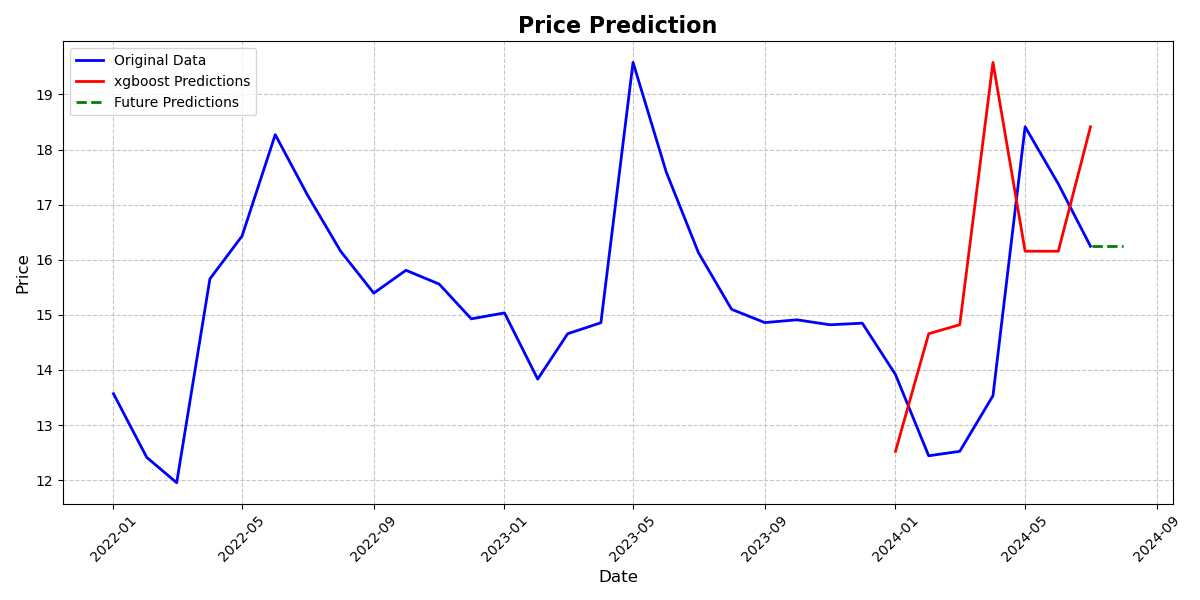 Price Prediction
Original Data
xgboost Predictions
Future Predictions
Price
19
18
17
16
15
14
13
12
2022-01
2022-05
2022-09
2023-01
2023-05
2023-09
2024-01
2024-05
2024-09
Date